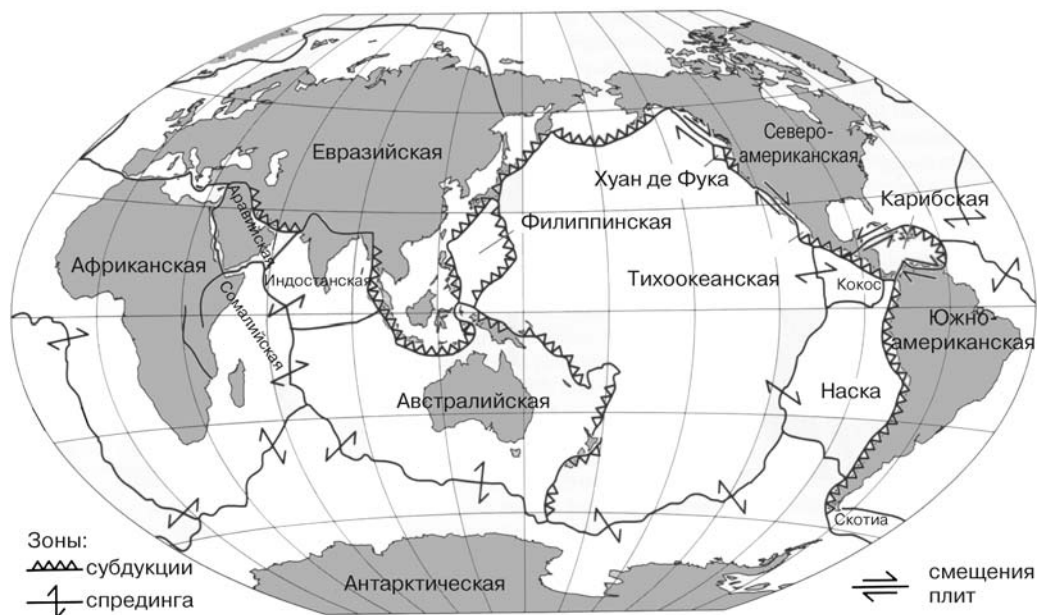 Северо-
американская
Евразийская
Хуан де Фука
Карибская
Филиппинская
Аравийская
Африканская
Индостанская
Тихоокеанская
Кокос
Сомалийская
Южно-
американская
Австралийская
Наска
Скотиа
Антарктическая
Зоны:
субдукции
спрединга
смещения
плит